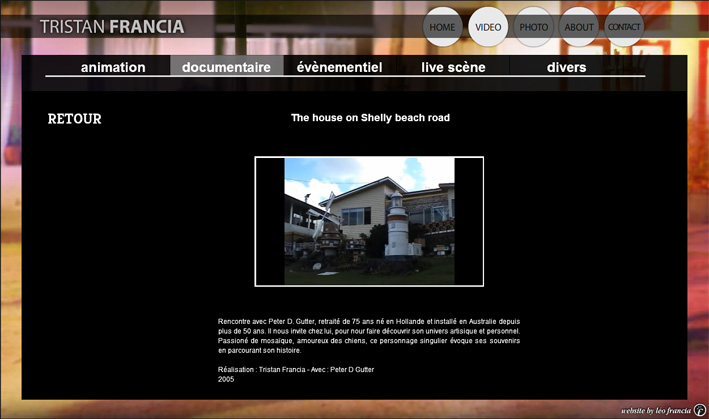 TRISTAN FRANCIA
HOME VIDEO PHOTO ABOUT CONTACT
animation documentaire évènementiel live scène divers
RETOUR
The house on Shelly beach road
Rencontre avec Peter D. Gutter, retraité de 75 ans né en Hollande et installé en Australie depuis
plus de 50 ans. Il nous invite chez lui, pour nour faire découvrir son univers artisique et personnel.
Passioné de mosaïque, amoureux des chiens, ce personnage singulier évoque ses souvenirs
en parcourant son histoire.
Réalisation : Tristan Francia - Avec : Peter D Gutter
2005
website by léo francia